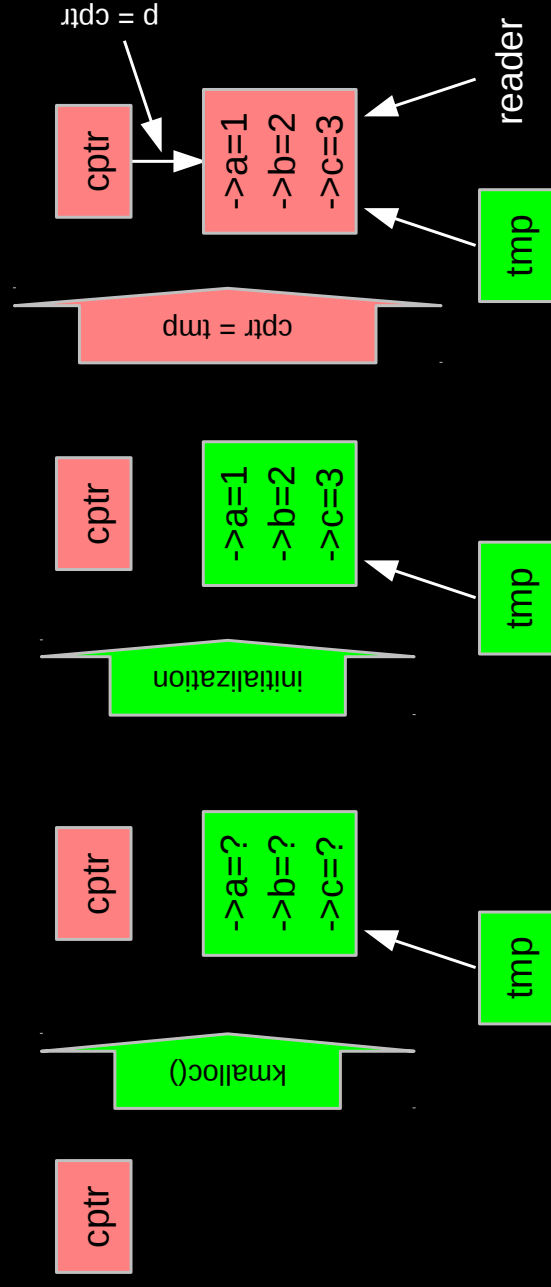 cptr
kmalloc()
cptr
->a=?
->b=?
->c=?
tmp
initialization
cptr
->a=1
->b=2
->c=3
tmp
cptr = tmp
cptr
p = cptr
->a=1
->b=2
->c=3
reader
tmp